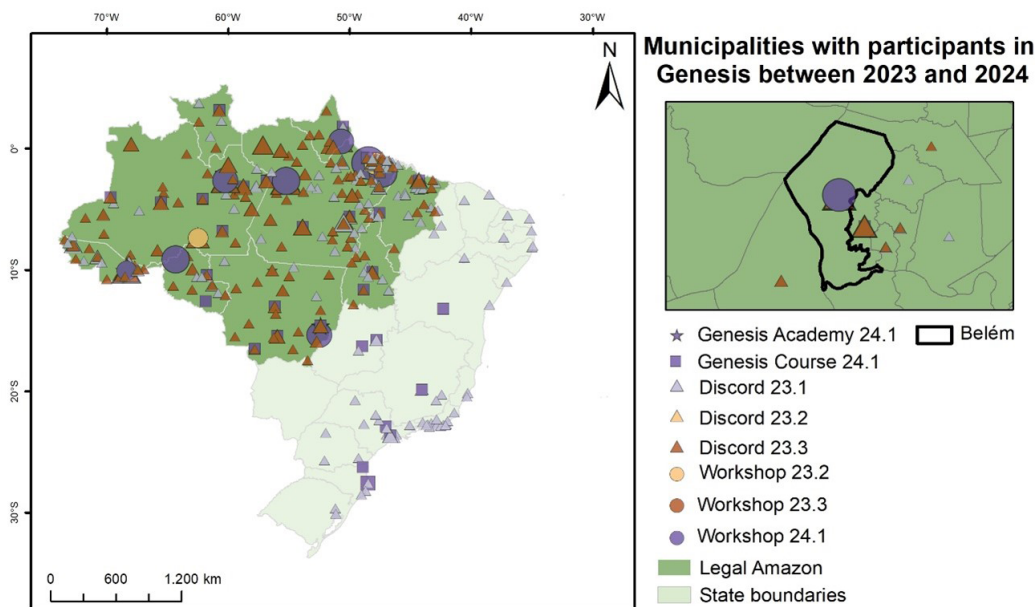 70°W 60°W 50°W 40°W 30°W
N
0°
10°S
20°S
30°S
0 600 1.200 km
Municipalities with participants in
Genesis between 2023 and 2024
Genesis Academy 24.1
Belém
Genesis Course 24.1
Discord 23.1
Discord 23.2
Discord 23.3
Workshop 23.2
Workshop 23.3
Workshop 24.1
Legal Amazon
State boundaries